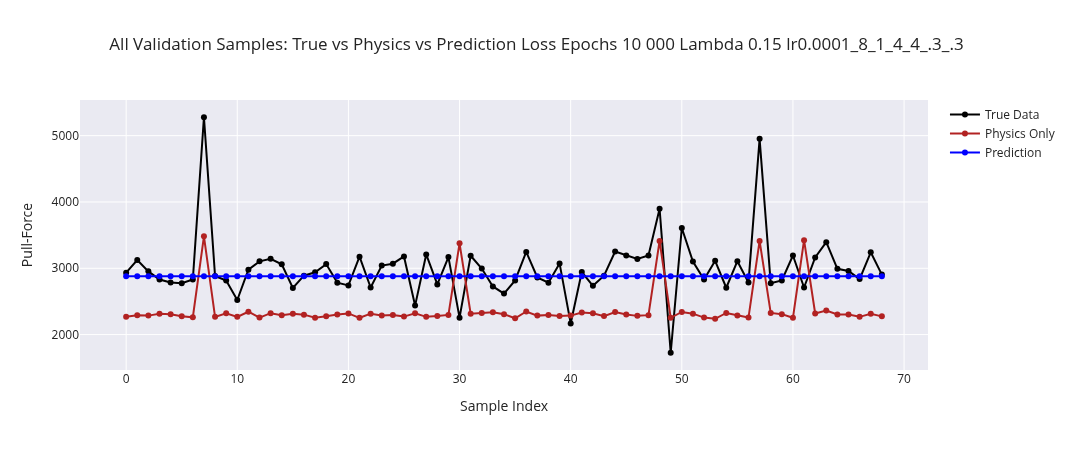 All Validation Samples: True vs Physics vs Prediction Loss Epochs 10 000 Lambda 0.15 lr0.0001_8_1_4_4_.3_.3
True Data
Physics Only
Prediction
Pull-Force
5000
4000
3000
2000
0 10 20 30 40 50 60 70
Sample Index